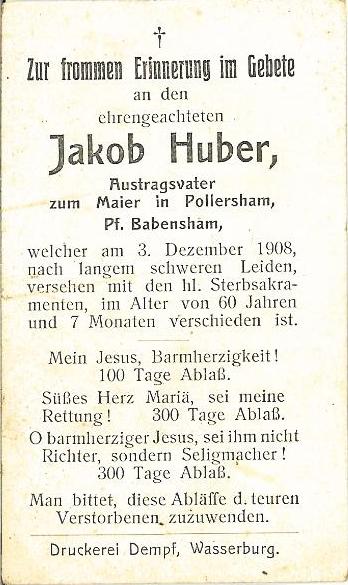 †
Zur frommen Erinnerung im Gebete
an den
ehrengeachteten
Jakob Huber,
Austragsvater
zum Maier in Pollersham,
Pf. Babensham,
welcher am 3. Dezember 1908,
nach langem schweren Leiden,
versehen mit den hl. Sterbsakra-
menten, im Alter von 60 Jahren
und 7 Monaten verschieden ist.
Mein Jesus, Barmherzigkeit!
100 Tage Ablaß.
Süßes Herz Mariä, sei meine
Rettung! 300 Tage Ablaß.
O barmherziger Jesus, sei ihm nicht
Richter, sondern Seligmacher!
300 Tage Ablaß.
Man bittet, diese Abläffe d. teuren
Verstorbenen zuzuwenden.
Druckerei Dempf, Wasserburg.